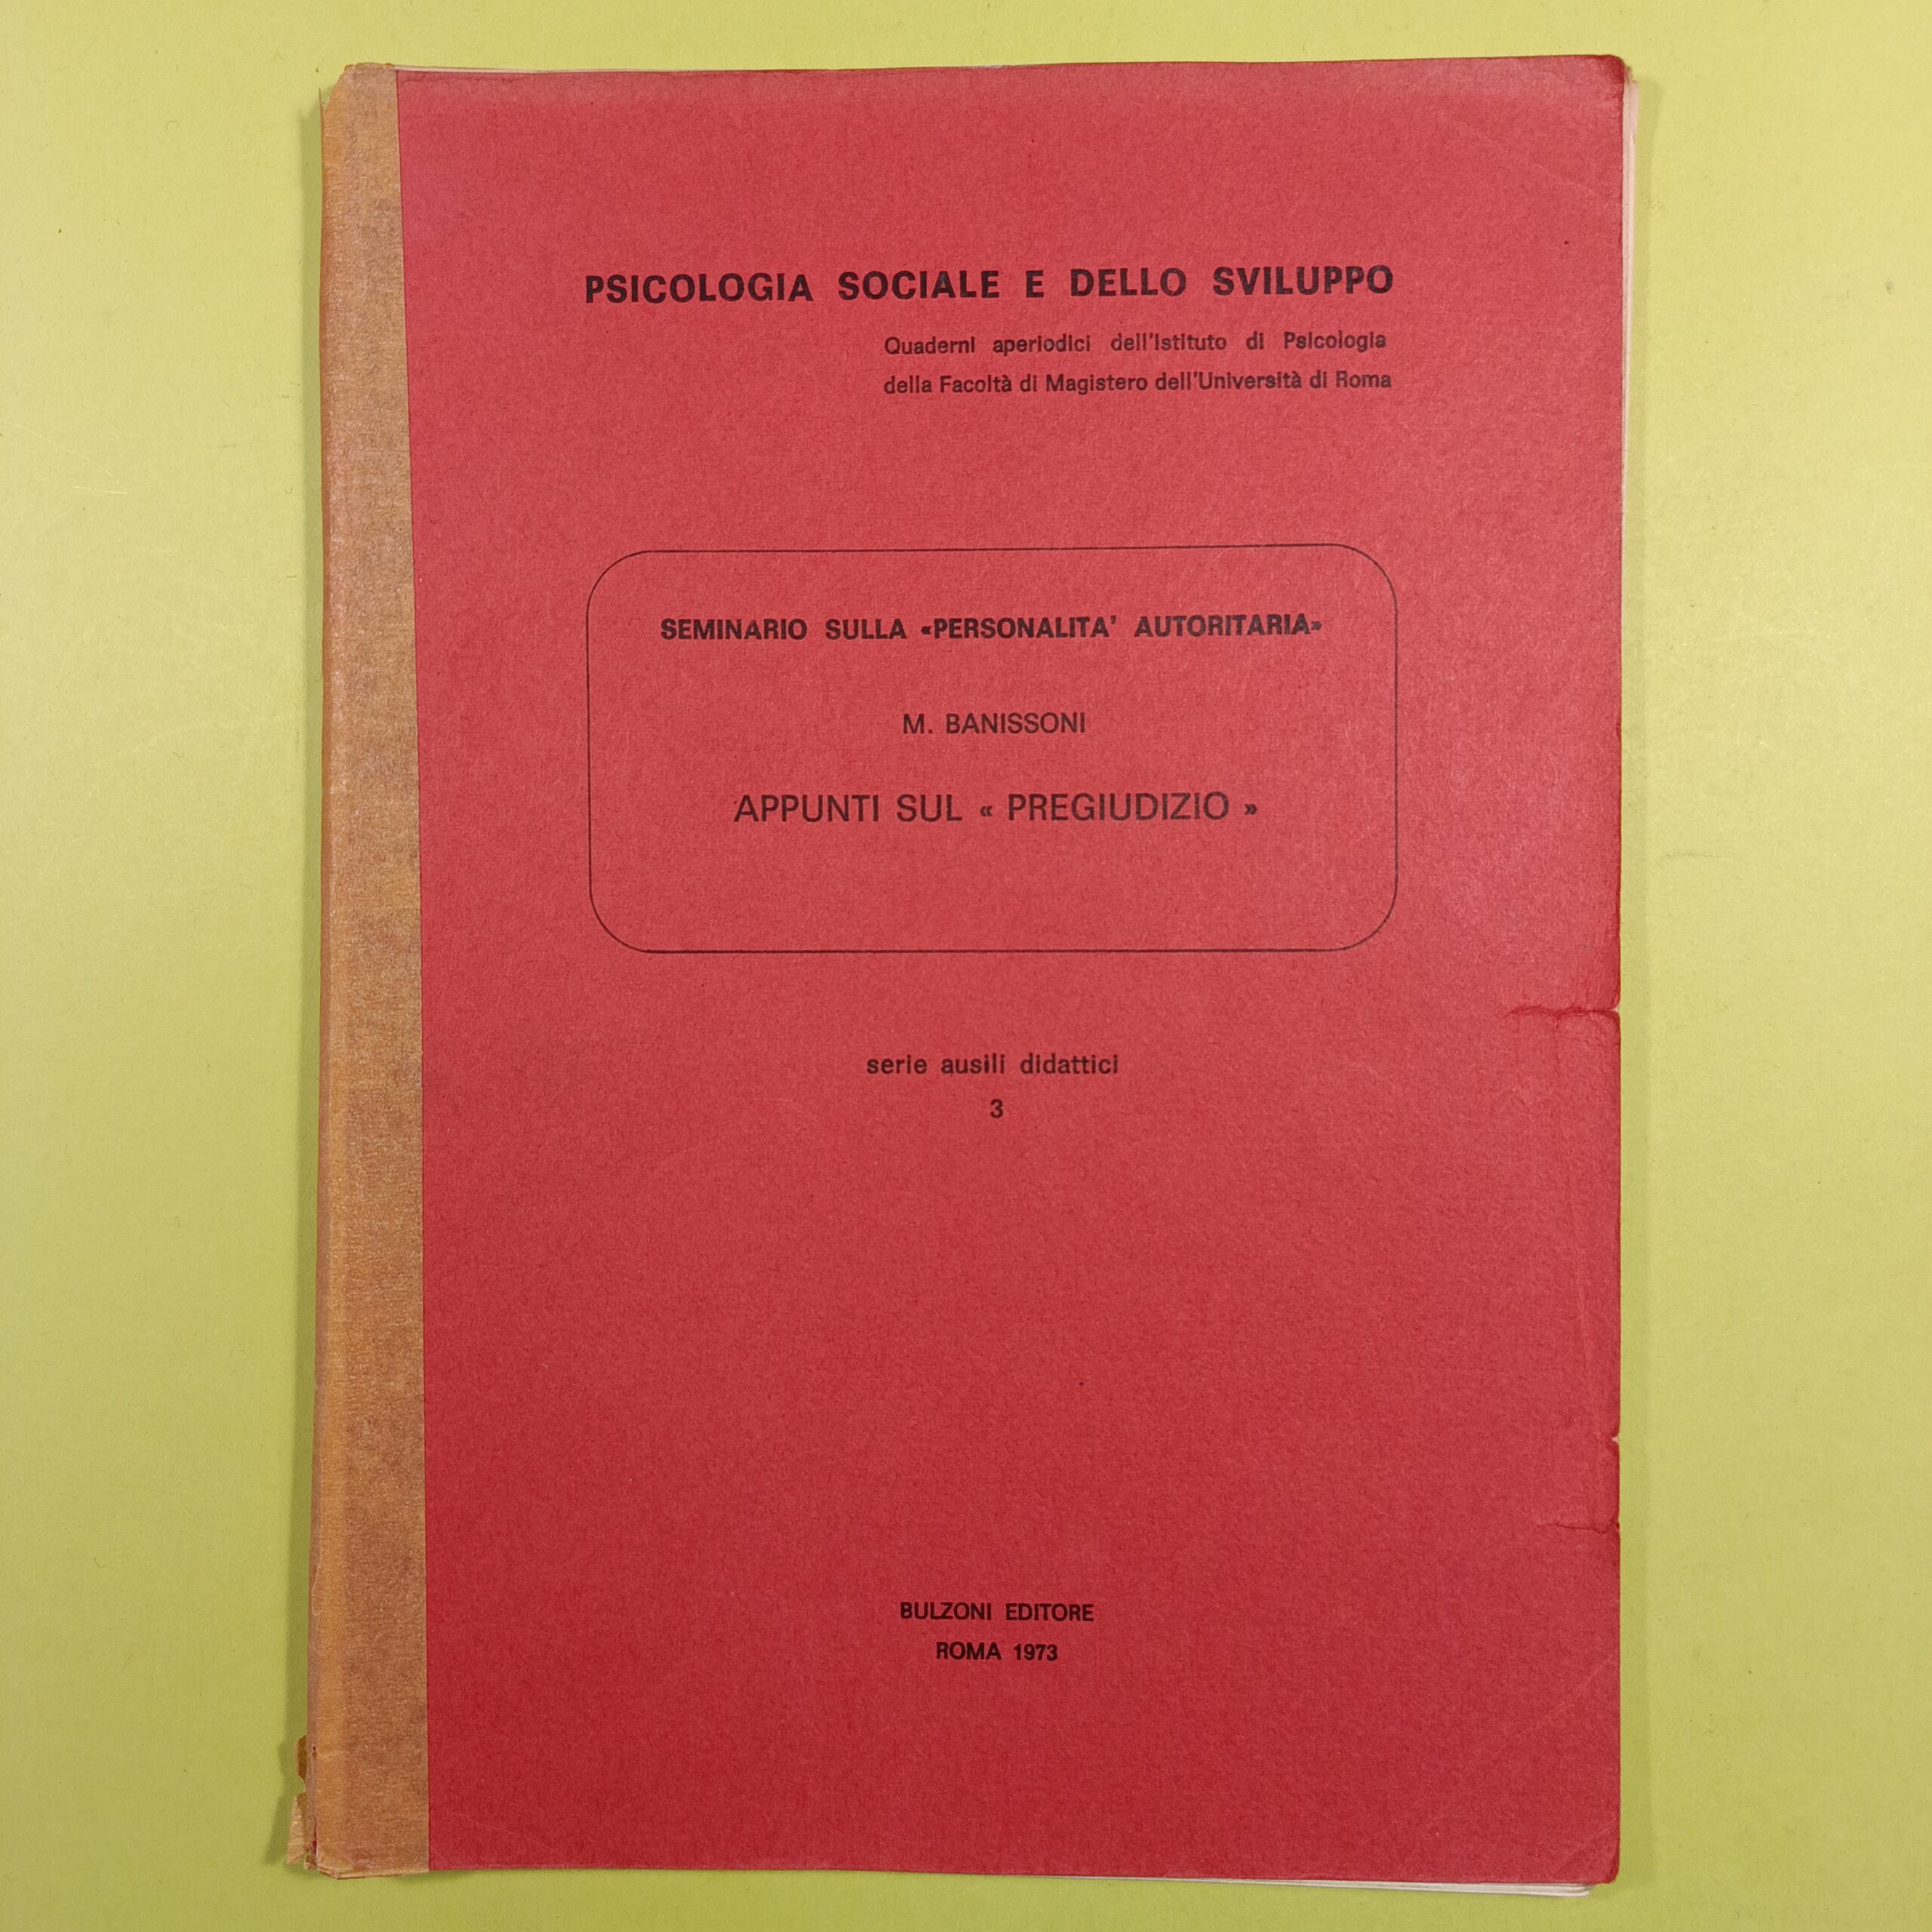 PSICOLOGIA SOCIALE E DELLO SVILUPPO
Quaderni aperiodici dell'Istituto di Psicologia
della Facoltà di Magistero dell'Università di Roma
SEMINARIO SULLA «PERSONALITA' AUTORITARIA»
M. BANISSONI
APPUNTI SUL « PREGIUDIZIO »
serie ausili didattici
3
BULZONI EDITORE
ROMA 1973